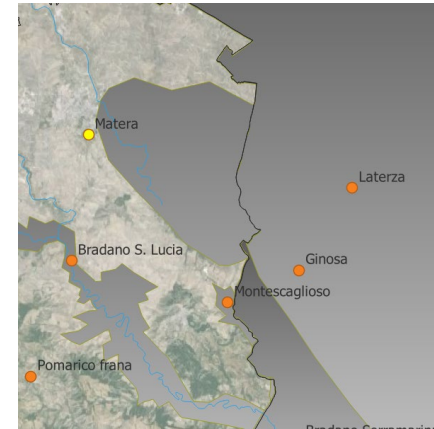 Matera
Laterza
Bradano S. Lucia
Ginosa
Montescaglioso
Pomarico frana